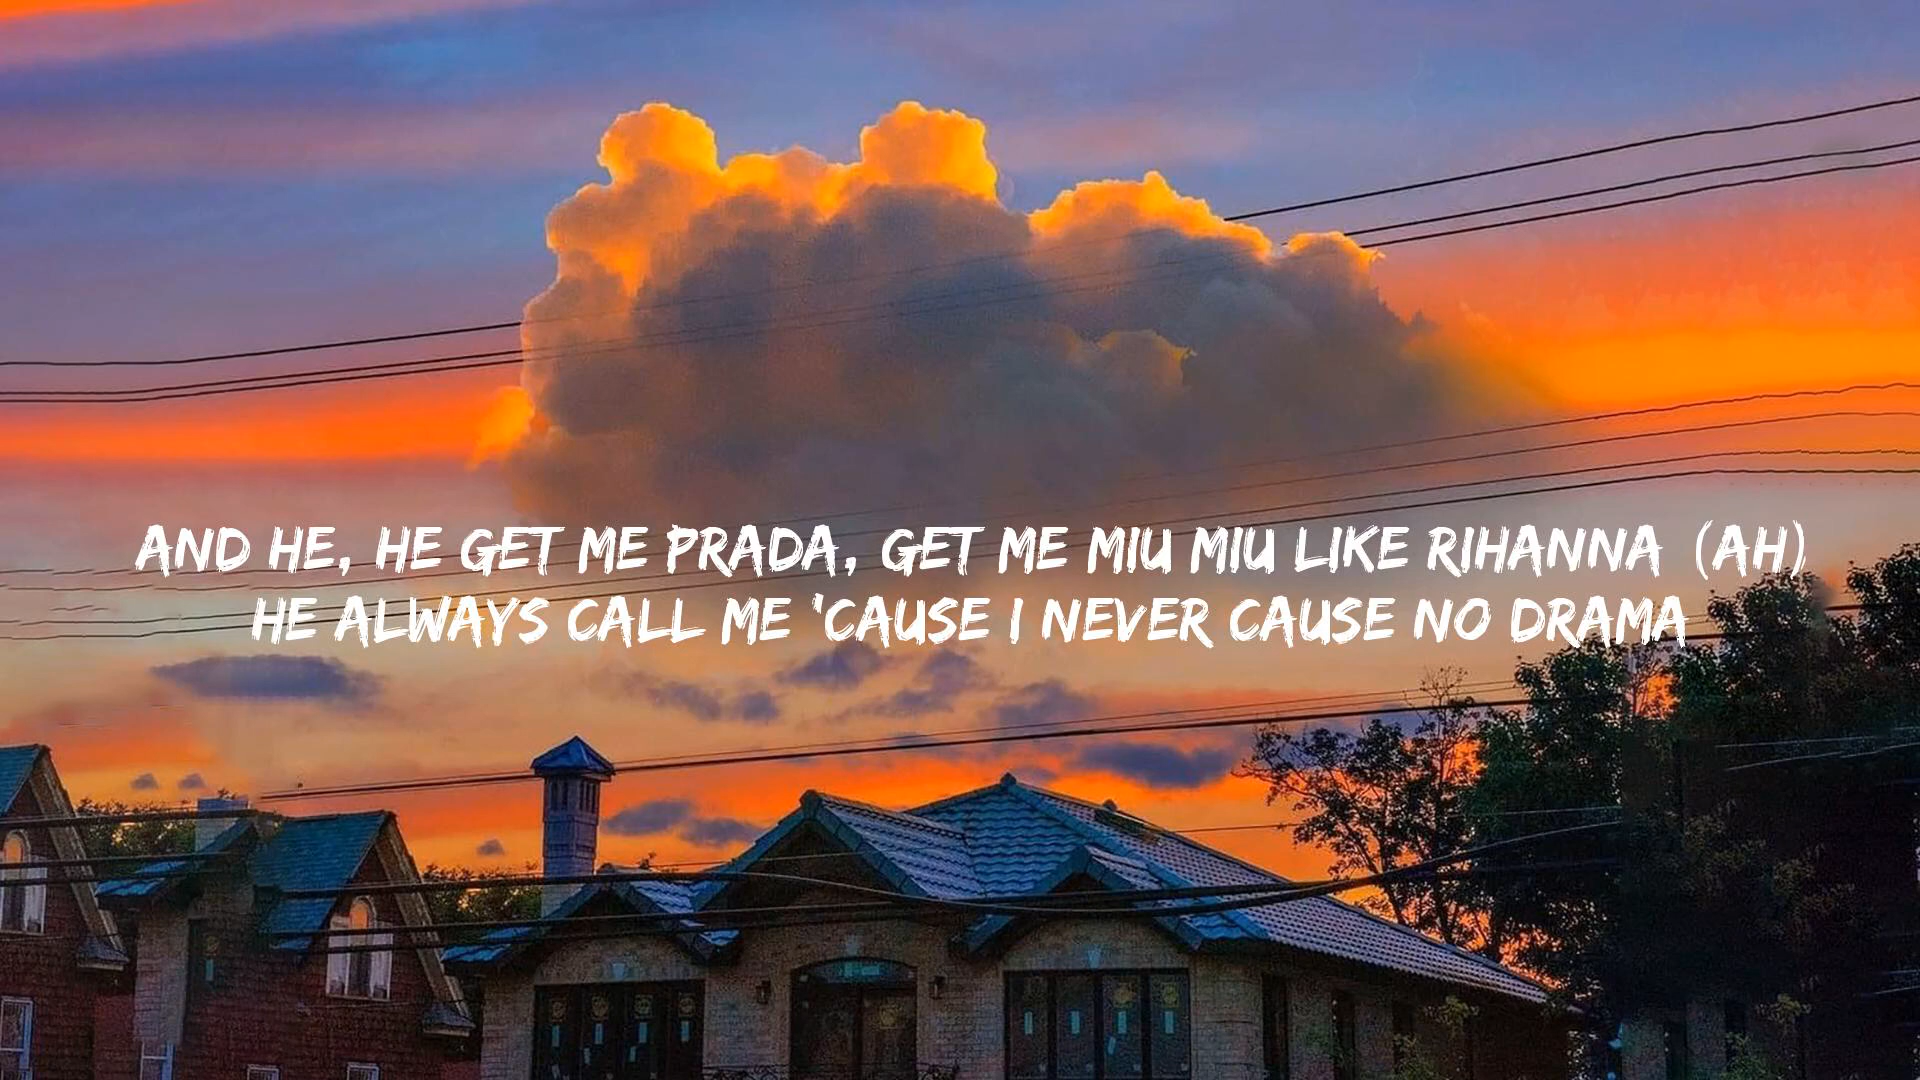 AND HE, HE GET ME PRADA, GET ME MIU MIU LIKE RIHANNA (AH)
HE ALWAYS CALL ME 'CAUSE I NEVER CAUSE NO DRAMA